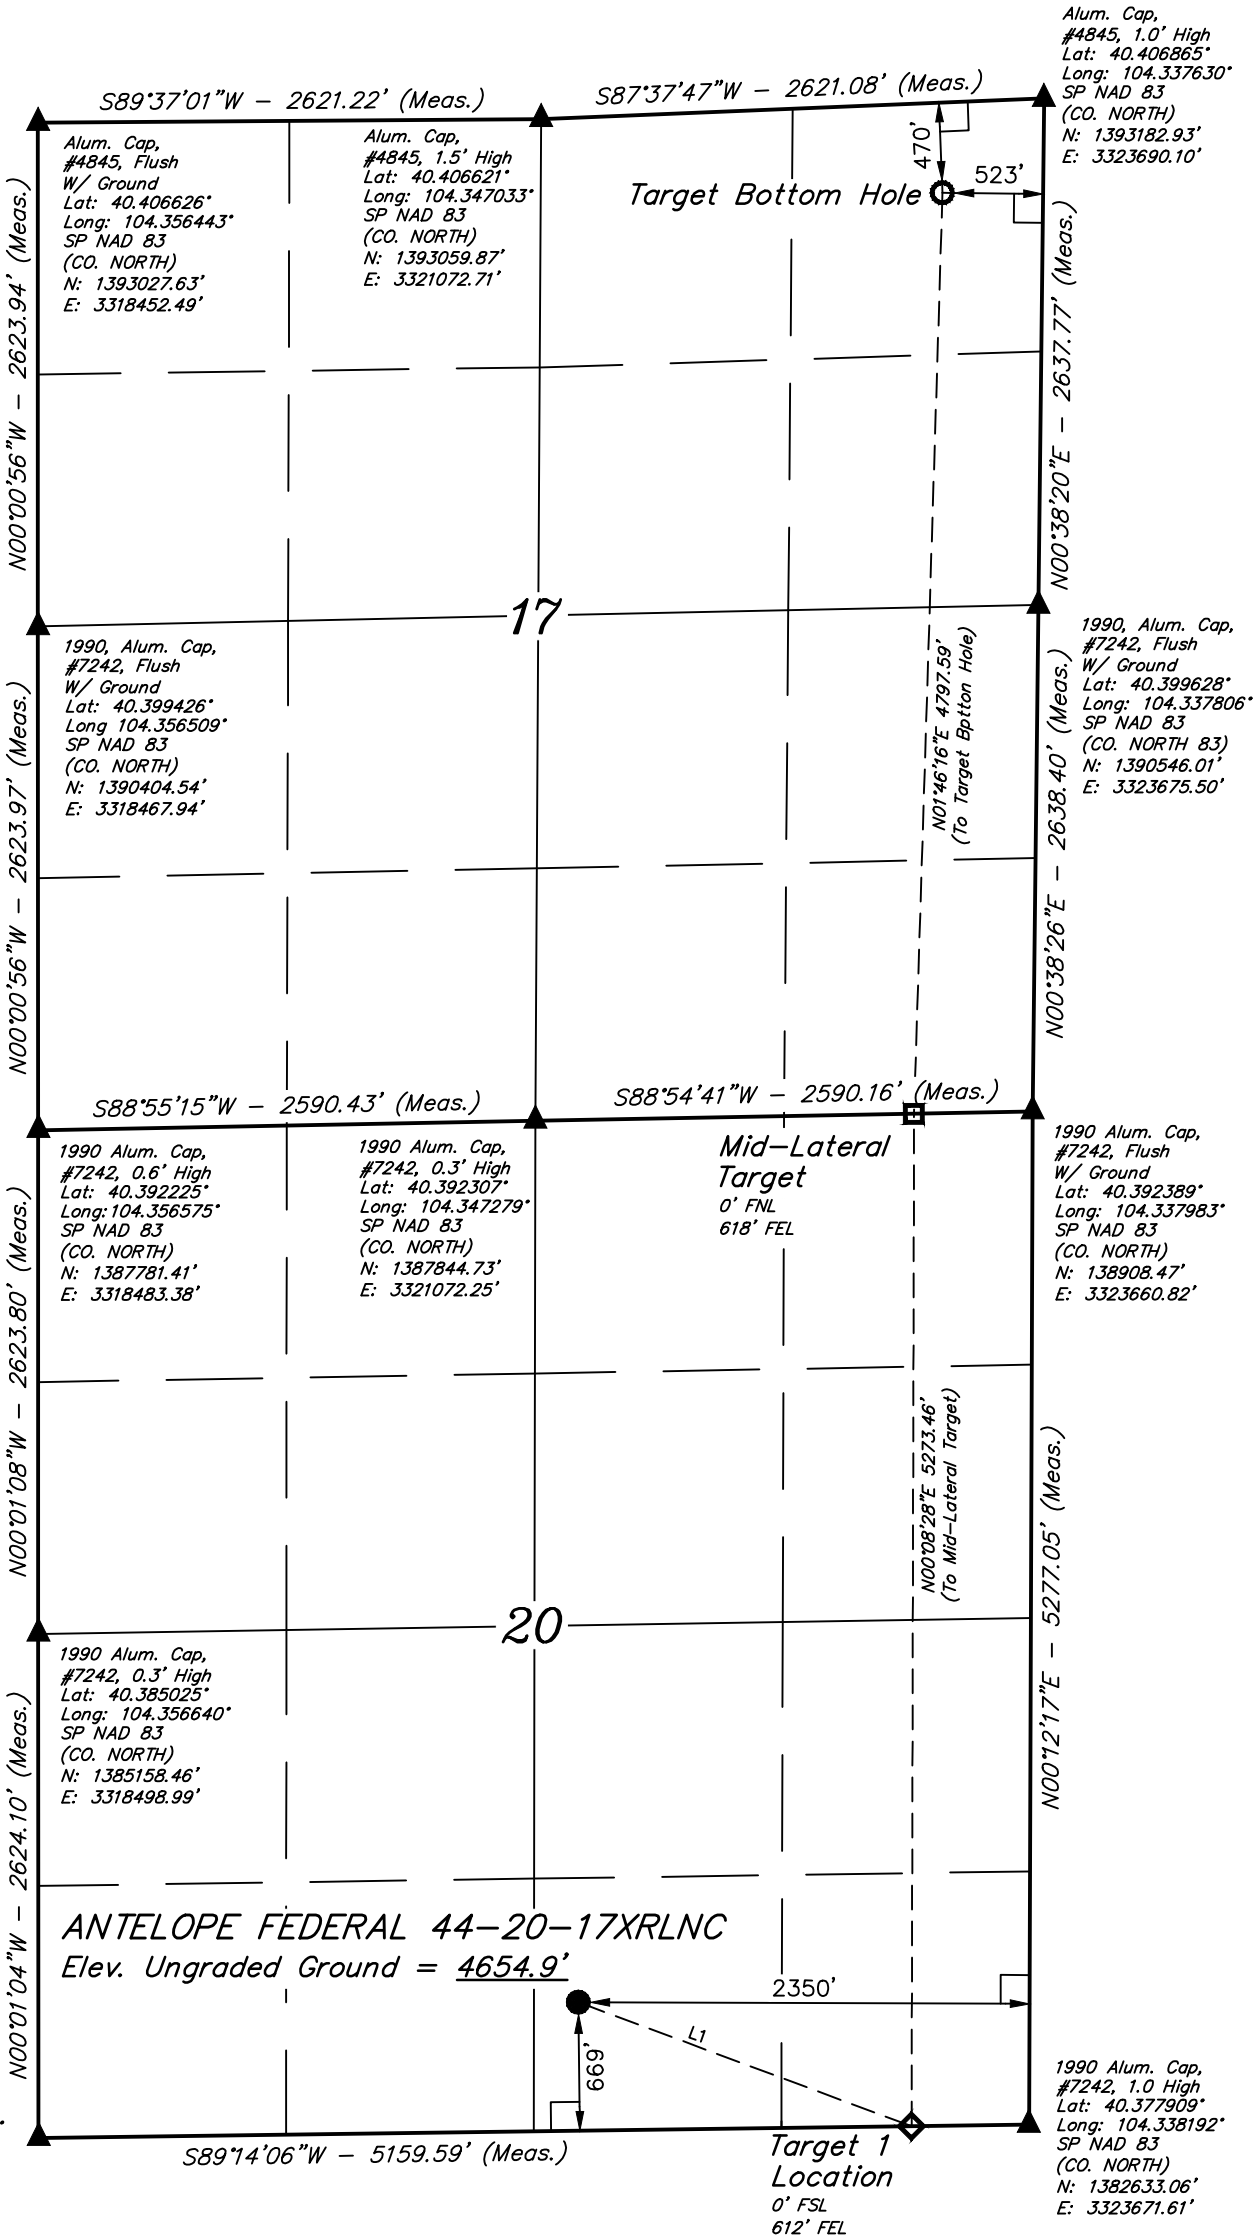 Alum. Cap,
#4845, 1.0' High
Lat: 40.406865°
Long: 104.337630°
SP NAD 83
(CO. NORTH)
N: 1393182.93'
E: 3323690.10'
S89°37'01"W - 2621.22' (Meas.)
S87°37'47"W - 2621.08' (Meas.)
Alum. Cap,
#4845, Flush
W/ Ground
Lat: 40.406626°
Long: 104.356443°
SP NAD 83
(CO. NORTH)
N: 1393027.63'
E: 3318452.49'
Alum. Cap,
#4845, 1.5' High
Lat: 40.406621°
Long: 104.347033°
SP NAD 83
(CO. NORTH)
N: 1393059.87'
E: 3321072.71'
470'
523'
Target Bottom Hole
N00°00'56"W - 2623.94' (Meas.)
N00°38'20"E - 2637.77' (Meas.)
17
1990, Alum. Cap,
#7242, Flush
W/ Ground
Lat: 40.399426°
Long 104.356509°
SP NAD 83
(CO. NORTH)
N: 1390404.54'
E: 3318467.94'
1990, Alum. Cap,
#7242, Flush
W/ Ground
Lat: 40.399628°
Long: 104.337806°
SP NAD 83
(CO. NORTH 83)
N: 1390546.01'
E: 3323675.50'
N01°46'16"E 4797.59'
(To Target Bptton Hole)
N00°00'56"W - 2623.97' (Meas.)
N00°38'26"E - 2638.40' (Meas.)
S88°55'15"W - 2590.43' (Meas.)
S88°54'41"W - 2590.16' (Meas.)
1990 Alum. Cap,
#7242, 0.6' High
Lat: 40.392225°
Long:104.356575°
SP NAD 83
(CO. NORTH)
N: 1387781.41'
E: 3318483.38'
1990 Alum. Cap,
#7242, 0.3' High
Lat: 40.392307°
Long: 104.347279°
SP NAD 83
(CO. NORTH)
N: 1387844.73'
E: 3321072.25'
Mid-Lateral
Target
0' FNL
618' FEL
1990 Alum. Cap,
#7242, Flush
W/ Ground
Lat: 40.392389°
Long: 104.337983°
SP NAD 83
(CO. NORTH)
N: 138908.47'
E: 3323660.82'
N00°01'08"W - 2623.80' (Meas.)
N00°08'28"E 5273.46'
(To Mid-Lateral Target)
N00°12'17"E - 5277.05' (Meas.)
20
1990 Alum. Cap,
#7242, 0.3' High
Lat: 40.385025°
Long: 104.356640°
SP NAD 83
(CO. NORTH)
N: 1385158.46'
E: 3318498.99'
N00°01'04"W - 2624.10' (Meas.)
ANTELOPE FEDERAL 44-20-17XRLNC
Elev. Ungraded Ground = 4654.9'
2350'
L1
669'
S89°14'06"W - 5159.59' (Meas.)
Target 1
Location
0' FSL
612' FEL
1990 Alum. Cap,
#7242, 1.0 High
Lat: 40.377909°
Long: 104.338192°
SP NAD 83
(CO. NORTH)
N: 1382633.06'
E: 3323671.61'